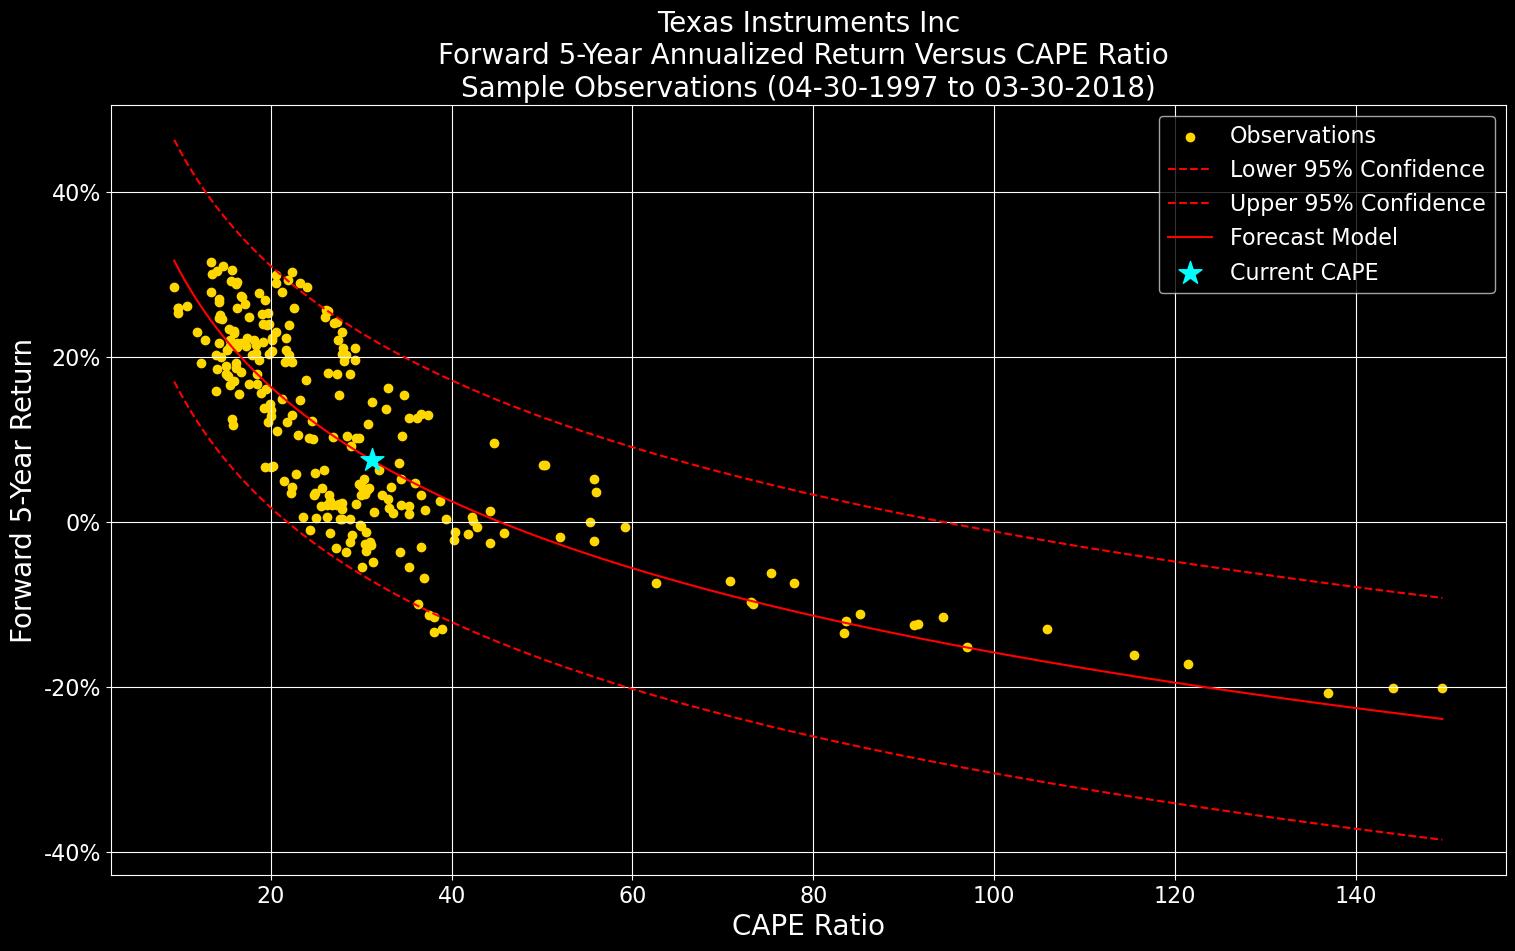 Texas Instruments Inc
Forward 5-Year Annualized Return Versus CAPE Ratio
Sample Observations (04-30-1997 to 03-30-2018)
Observations
Lower 95% Confidence
Upper 95% Confidence
Forecast Model
Current CAPE
Forward 5-Year Return
40%
20%
0%
-20%
-40%
20 40 60 80 100 120 140
CAPE Ratio